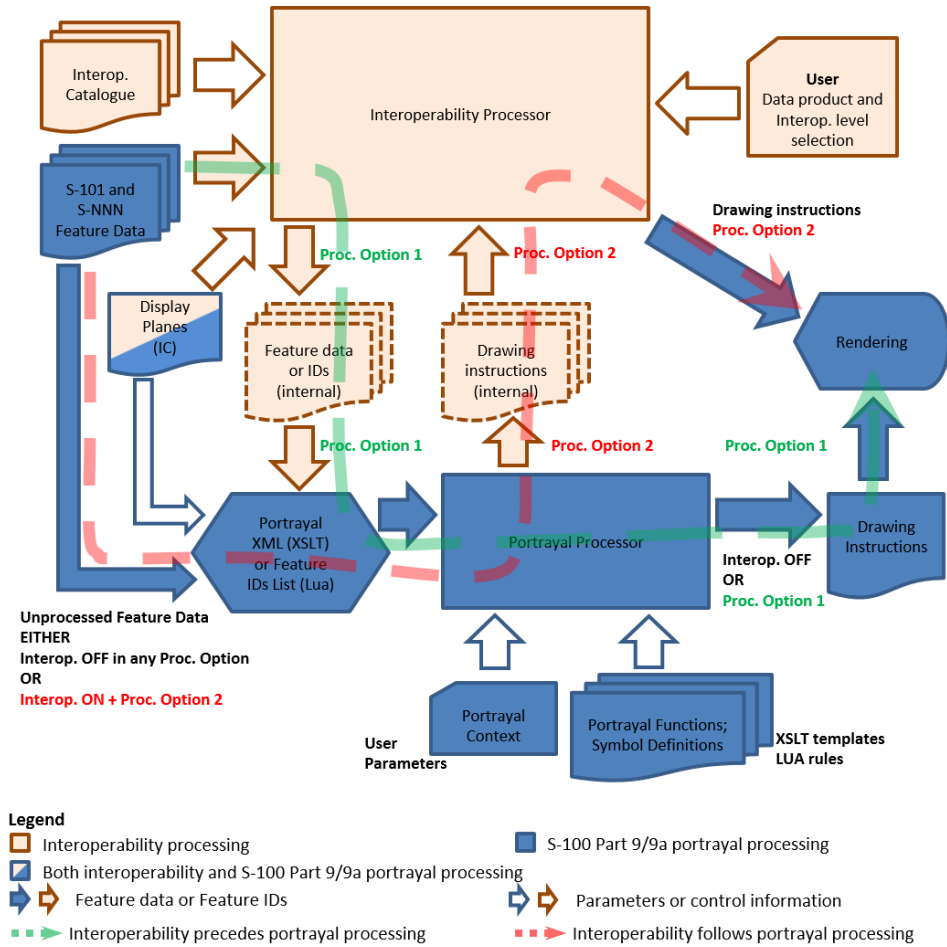 Interop.
Catalogue
Interoperability Processor
User
Data product and
Interop. level
selection
S-101 and
S-NNN
Feature Data
Drawing instructions
Proc. Option 2
Proc. Option 1
Proc. Option 2
Display
Planes
(IC)
Feature data
or IDs
(internal)
Drawing
instructions
(internal)
Rendering
Proc. Option 1
Proc. Option 2
Proc. Option 1
Portrayal
XML (XSLT)
or Feature
IDs List (Lua)
Portrayal Processor
Drawing
Instructions
Interop. OFF
OR
Proc. Option 1
Unprocessed Feature Data
EITHER
Interop. OFF in any Proc. Option
OR
Interop. ON + Proc. Option 2
Portrayal
Context
User
Parameters
Portrayal Functions;
Symbol Definitions
XSLT templates
LUA rules
Legend
Interoperability processing
S-100 Part 9/9a portrayal processing
Both interoperability and S-100 Part 9/9a portrayal processing
Feature data or Feature IDs
Parameters or control information
Interoperability precedes portrayal processing
Interoperability follows portrayal processing